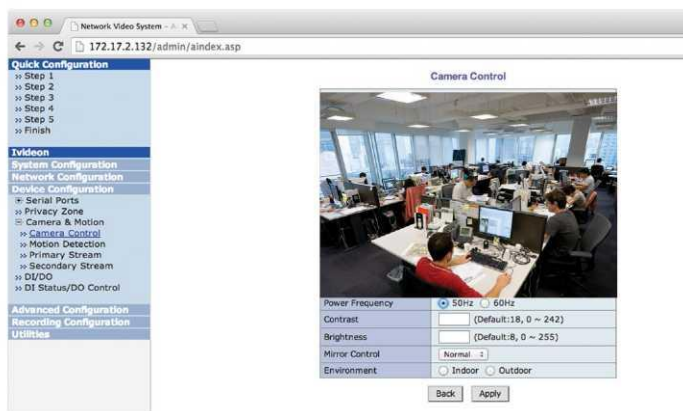 Network Video System - A
172.17.2.132/admin/aindex.asp
Quick Configuration
Step 1
Step 2
Step 3
Step 4
Step 5
Finish
Ivideon
System Configuration
Network Configuration
Device Configuration
Serial Ports
Privacy Zone
Camera & Motion
Camera Control
Motion Detection
Primary Stream
Secondary Stream
DI/DO
DI Status/DO Control
Advanced Configuration
Recording Configuration
Utilities
Camera Control
Power Frequency 50Hz 60Hz
Contrast (Default:18, 0 ~ 242)
Brightness (Default:8, 0 ~ 255)
Mirror Control Normal
Environment Indoor Outdoor
Back Apply